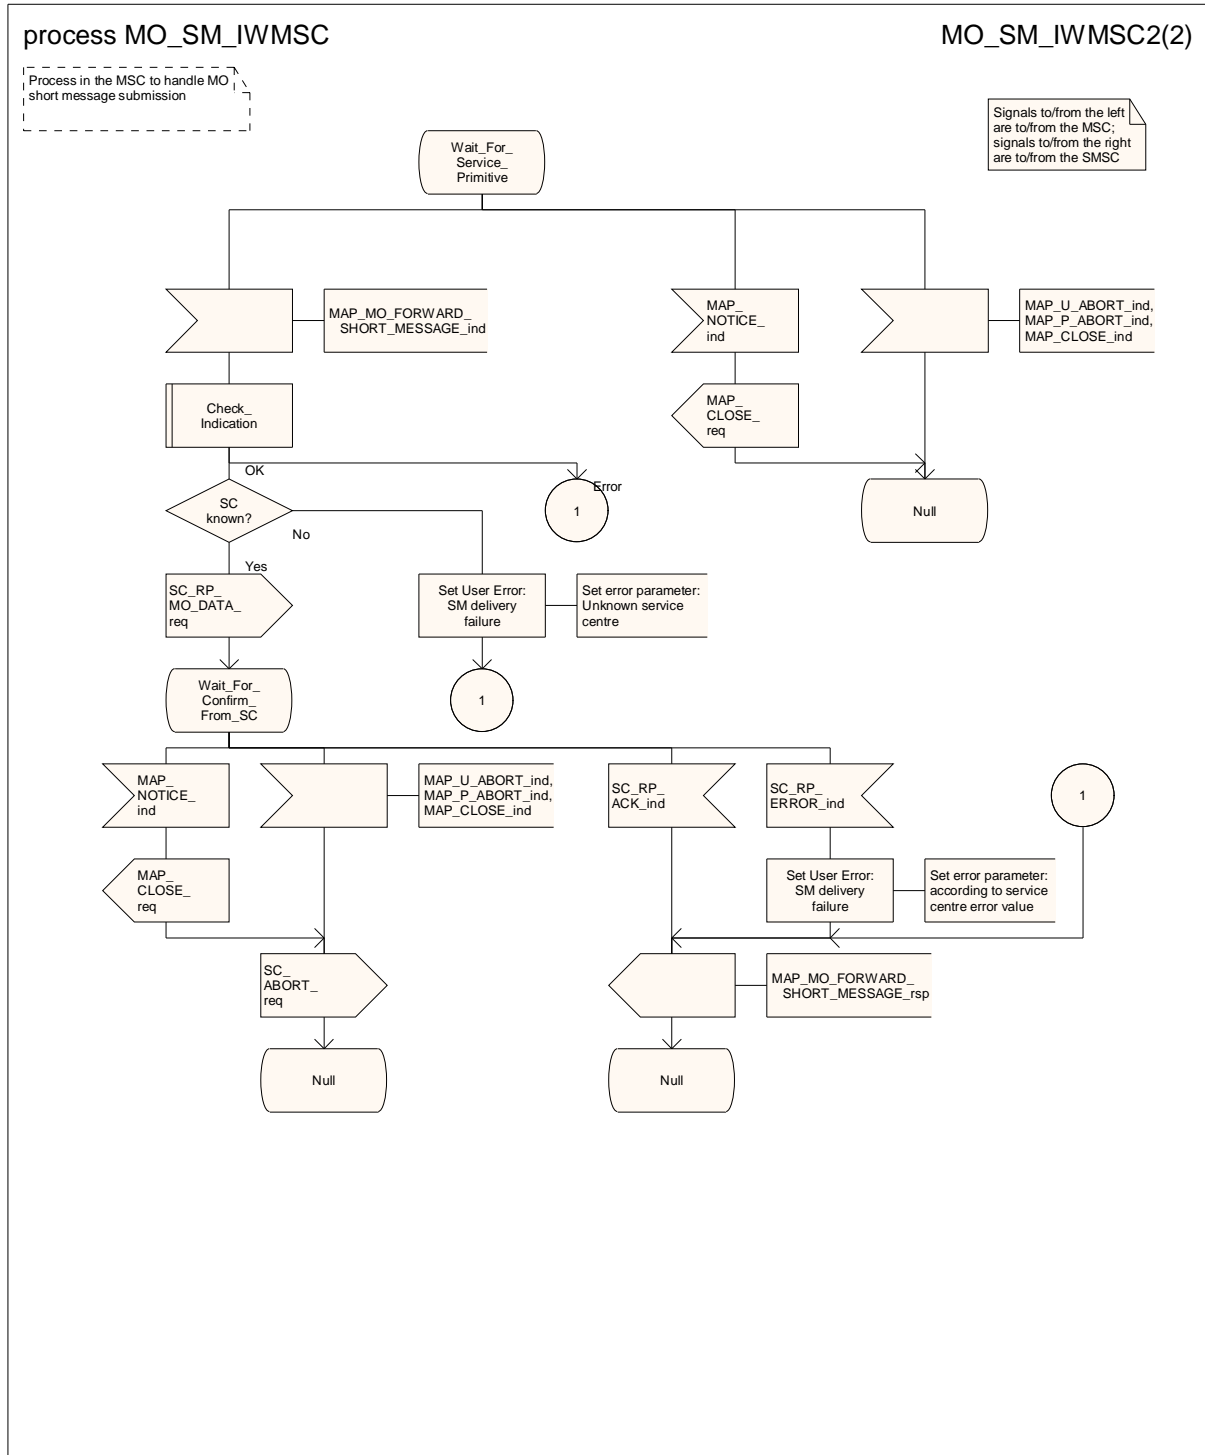 process MO_SM_IWMSC
MO_SM_IWMSC2(2)
Process in the MSC to handle MO
short message submission
Signals to/from the left
are to/from the MSC;
signals to/from the right
are to/from the SMSC
Wait_For_
Service_
Primitive
MAP_MO_FORWARD_
SHORT_MESSAGE_ind
MAP_
NOTICE_
ind
MAP_U_ABORT_ind,
MAP_P_ABORT_ind,
MAP_CLOSE_ind
Check_
Indication
MAP_
CLOSE_
req
OK
Error
SC
known?
1
Null
No
Yes
SC_RP_
MO_DATA_
req
Set User Error:
SM delivery
failure
Set error parameter:
Unknown service
centre
Wait_For_
Confirm_
From_SC
1
MAP_
NOTICE_
ind
MAP_U_ABORT_ind,
MAP_P_ABORT_ind,
MAP_CLOSE_ind
SC_RP_
ACK_ind
SC_RP_
ERROR_ind
1
MAP_
CLOSE_
req
Set User Error:
SM delivery
failure
Set error parameter:
according to service
centre error value
SC_
ABORT_
req
MAP_MO_FORWARD_
SHORT_MESSAGE_rsp
Null
Null